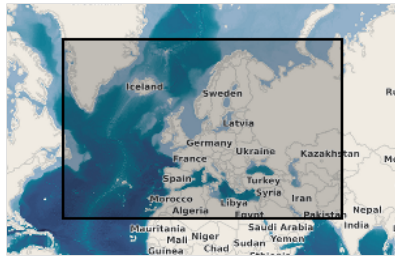 Iceland
Sweden
Latvia
Germany
Ukraine
France
Kazakhstan
Spain
Turkey
Syria
Morocco
Libya
Iran
Algeria
Egypt
Pakistan
Nepal
Mauritania
Saudi Arabia
India
Mali
Niger
Yemen
Chad
Sudan
Guinea